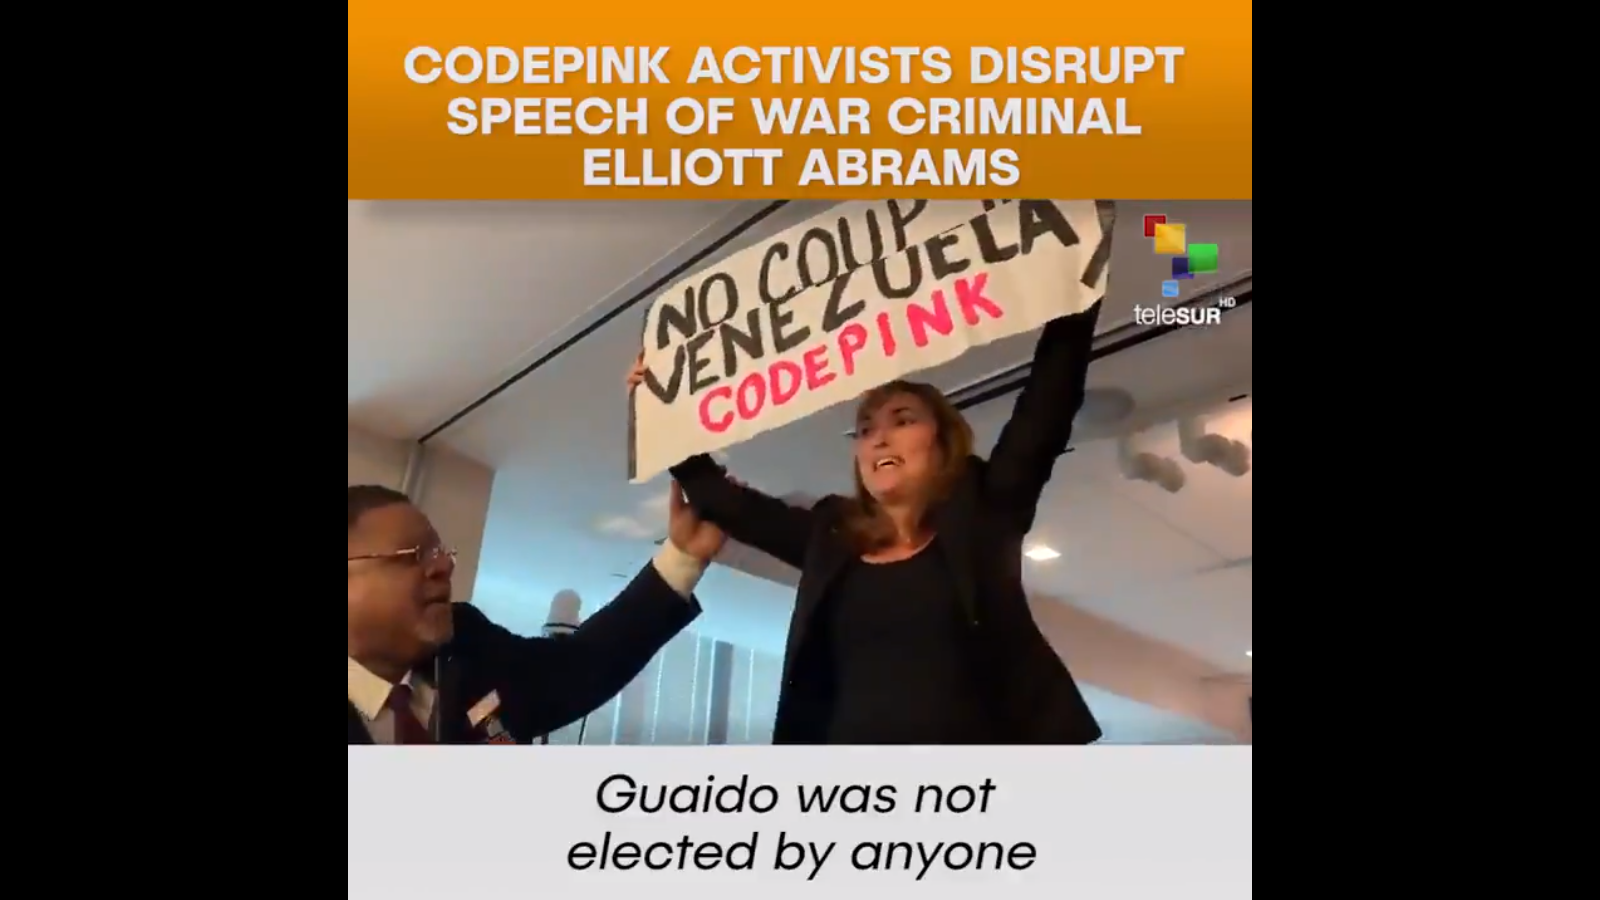 CODEPINK ACTIVISTS DISRUPT
SPEECH OF WAR CRIMINAL
ELLIOTT ABRAMS
NO COUP
VENEZUELA
CODEPINK
teleSUR HD
Guaido was not
elected by anyone